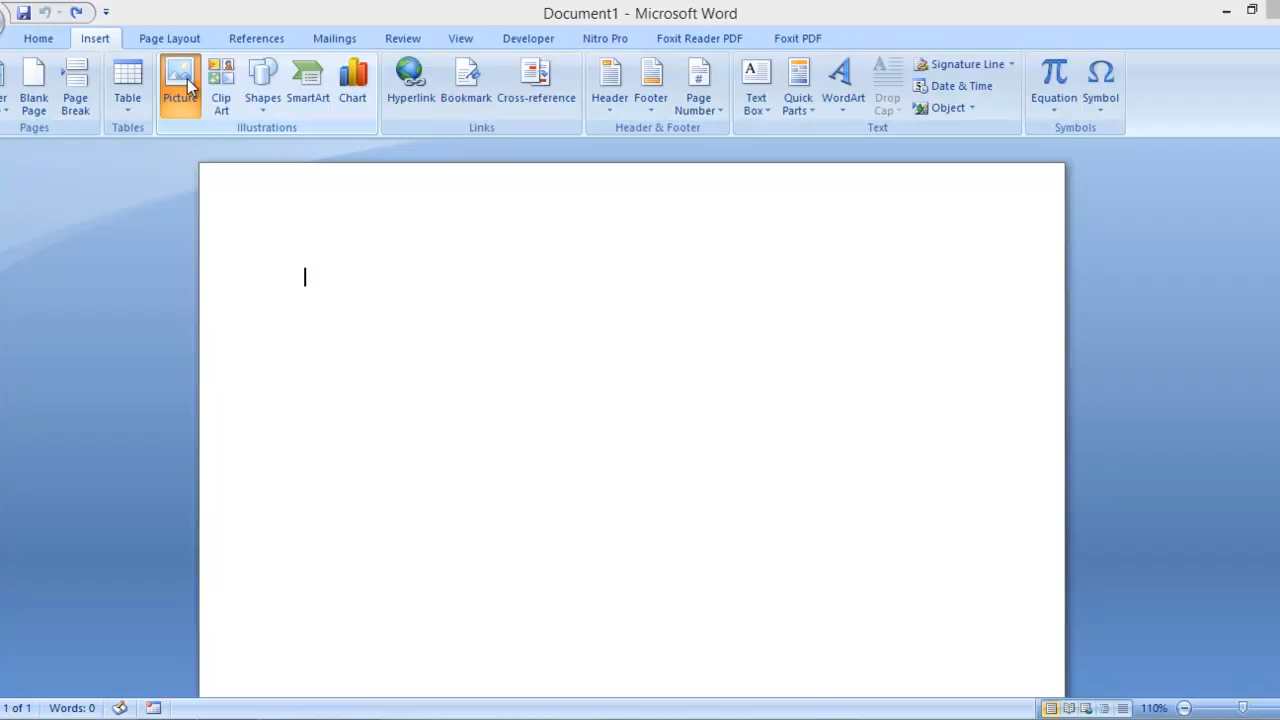 Document1 - Microsoft Word
Home Insert Page Layout References Mailings Review View Developer Nitro Pro Foxit Reader PDF Foxit PDF
Blank Page
Page Break
Table
Picture
Clip Art
Shapes
SmartArt
Chart
Hyperlink
Bookmark
Cross-reference
Header
Footer
Page Number
Text Box
Quick Parts
WordArt
Drop Cap
Signature Line
Date & Time
Object
Equation
Symbol
Pages Tables Illustrations Links Header & Footer Text Symbols
1 of 1 Words: 0 110%